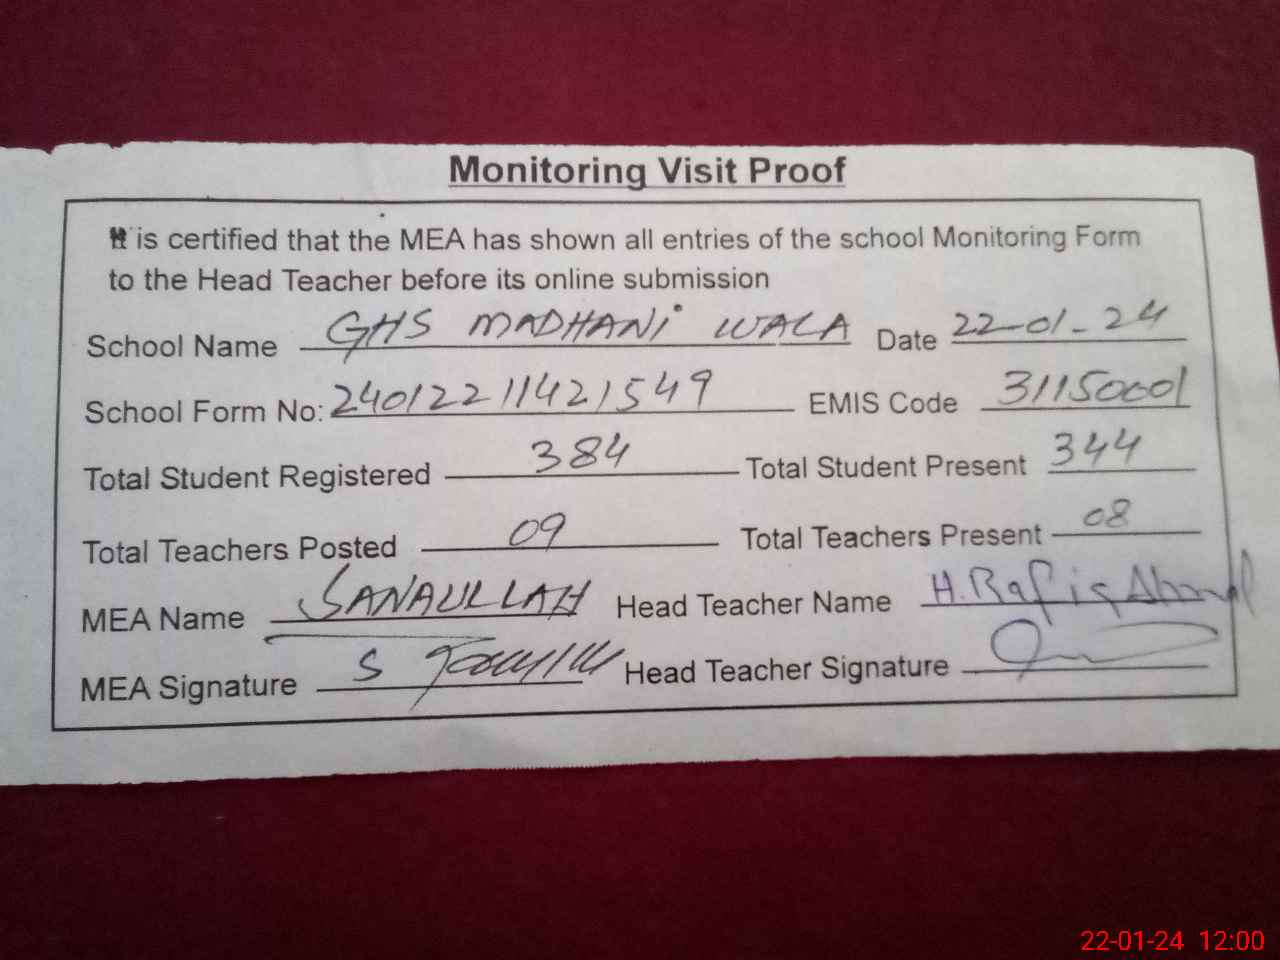 Monitoring Visit Proof
It is certified that the MEA has shown all entries of the school Monitoring Form
to the Head Teacher before its online submission
School Name GHS MADHANI WALA Date 22-01-24
School Form No: 24012211421549 EMIS Code 31150001
Total Student Registered 384 Total Student Present 344
Total Teachers Posted 09 Total Teachers Present 08
MEA Name SANAULLAH Head Teacher Name H. Rafiq Ahmad
MEA Signature S Head Teacher Signature
22-01-24 12:00